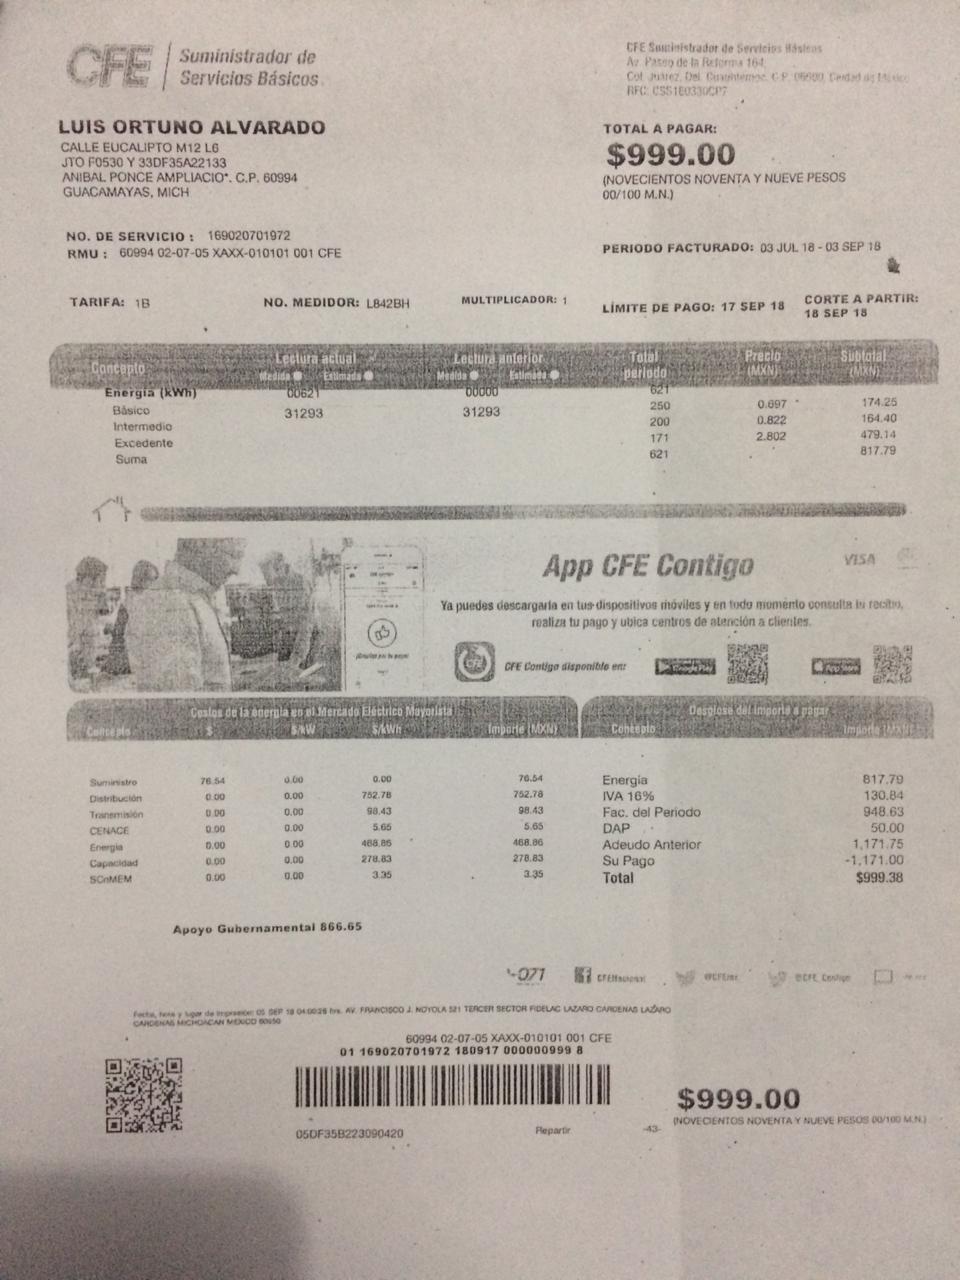 CFE Suministrador de
Servicios Básicos
CFE Suministrador de Servicios Básicos
Av. Paseo de la Reforma 164,
Col. Juárez, Del. Cuauhtémoc, C.P. 06600, Ciudad de México
LUIS ORTUNO ALVARADO
CALLE EUCALIPTO M12 L6
JTO F0530 Y 33DF35A22133
ANIBAL PONCE AMPLIACIO*. C.P. 60994
GUACAMAYAS, MICH
TOTAL A PAGAR:
$999.00
(NOVECIENTOS NOVENTA Y NUEVE PESOS
00/100 M.N.)
NO. DE SERVICIO : 169020701972
RMU : 60994 02-07-05 XAXX-010101 001 CFE
PERIODO FACTURADO: 03 JUL 18 - 03 SEP 18
TARIFA: 1B NO. MEDIDOR: L842BH MULTIPLICADOR: 1 LÍMITE DE PAGO: 17 SEP 18 CORTE A PARTIR:
18 SEP 18
Concepto Lectura actual Lectura anterior Total periodo Precio (MXN) Subtotal (MXN)
Medida Estimada Medida Estimada
Energía (kWh) 00621 00000 621
Básico 31293 31293 250 0.697 174.25
Intermedio 200 0.822 164.40
Excedente 171 2.802 479.14
Suma 621 817.79
App CFE Contigo
VISA
Ya puedes descargarla en tus dispositivos móviles y en todo momento consulta tu recibo,
realiza tu pago y ubica centros de atención a clientes.
CFE Contigo disponible en:
Google Play
App Store
Costos de la energía en el Mercado Eléctrico Mayorista
Concepto $ $/kW $/kWh Importe (MXN)
Suministro 76.54 0.00 0.00 76.54
Distribución 0.00 0.00 752.78 752.78
Transmisión 0.00 0.00 98.43 98.43
CENACE 0.00 0.00 5.65 5.65
Energía 0.00 0.00 468.86 468.86
Capacidad 0.00 0.00 278.83 278.83
SCnMEM 0.00 0.00 3.35 3.35
Desglose del importe a pagar
Concepto Importe (MXN)
Energía 817.79
IVA 16% 130.84
Fac. del Periodo 948.63
DAP 50.00
Adeudo Anterior 1,171.75
Su Pago -1,171.00
Total $999.38
Apoyo Gubernamental 866.65
071
CFENacional
@CFEmx
@CFE_Contigo
Fecha, hora y lugar de impresión: 05 SEP 18 04:00:28 hrs. AV. FRANCISCO J. NOYOLA 521 TERCER SECTOR FIDELAC LAZARO CARDENAS LAZARO
CARDENAS MICHOACAN MEXICO 60950
60994 02-07-05 XAXX-010101 001 CFE
01 169020701972 180917 000000999 8
05DF35B223090420
Repartir
-43-
$999.00
(NOVECIENTOS NOVENTA Y NUEVE PESOS 00/100 M.N.)